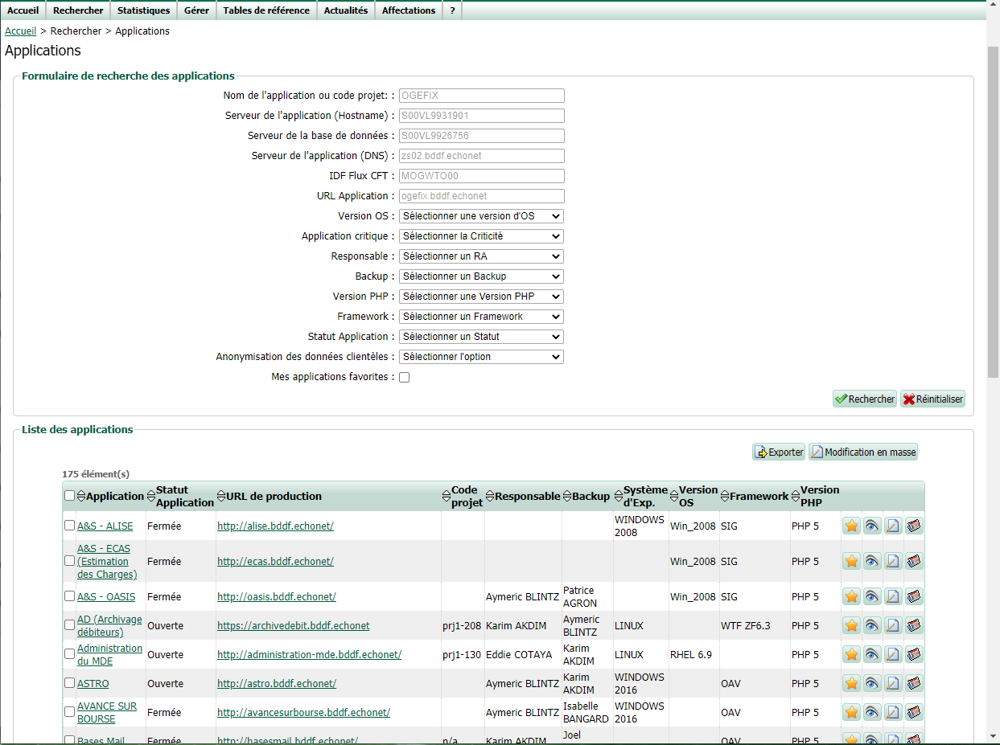 Accueil Rechercher Statistiques Gérer Tables de référence Actualités Affectations ?
Accueil > Rechercher > Applications
Applications
Formulaire de recherche des applications
Nom de l'application ou code projet: : OGEFIX
Serveur de l'application (Hostname) : S00VL9931901
Serveur de la base de données : S00VL9926756
Serveur de l'application (DNS) : zs02.bddf.echonet
IDF Flux CFT : MOGWTO00
URL Application : ogefix.bddf.echonet
Version OS : Sélectionner une version d'OS
Application critique : Sélectionner la Criticité
Responsable : Sélectionner un RA
Backup : Sélectionner un Backup
Version PHP : Sélectionner une Version PHP
Framework : Sélectionner un Framework
Statut Application : Sélectionner un Statut
Anonymisation des données clientèles : Sélectionner l'option
Mes applications favorites :
Rechercher Réinitialiser
Liste des applications
Exporter Modification en masse
175 élément(s)
Application Statut Application URL de production Code projet Responsable Backup Système d'Exp. Version OS Framework Version PHP
A&S - ALISE Fermée http://alise.bddf.echonet/ WINDOWS 2008 Win_2008 SIG PHP 5
A&S - ECAS (Estimation des Charges) Fermée http://ecas.bddf.echonet/ Win_2008 SIG PHP 5
A&S - OASIS Fermée http://oasis.bddf.echonet/ Aymeric BLINTZ Patrice AGRON Win_2008 SIG PHP 5
AD (Archivage débiteurs) Ouverte https://archivedebit.bddf.echonet prj1-208 Karim AKDIM Aymeric BLINTZ LINUX WTF ZF6.3 PHP 5
Administration du MDE Ouverte http://administration-mde.bddf.echonet/ prj1-130 Eddie COTAYA Karim AKDIM LINUX RHEL 6.9 PHP 5
ASTRO Ouverte http://astro.bddf.echonet/ Aymeric BLINTZ Karim AKDIM WINDOWS 2016 OAV PHP 5
AVANCE SUR BOURSE Fermée http://avancesurbourse.bddf.echonet/ Aymeric BLINTZ Isabelle BANGARD WINDOWS 2016 OAV PHP 5
Bases Mail Fermée http://basesmail.bddf.echonet/ n/a Karim AKDIM Joel OAV PHP 5